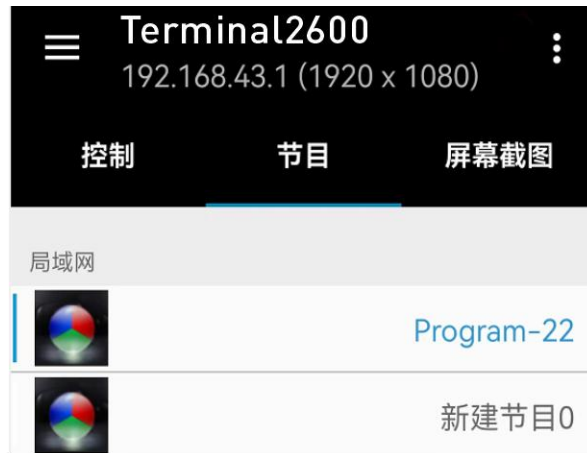 Terminal2600
192.168.43.1 (1920 x 1080)
控制 节目 屏幕截图
局域网
Program-22
新建节目0